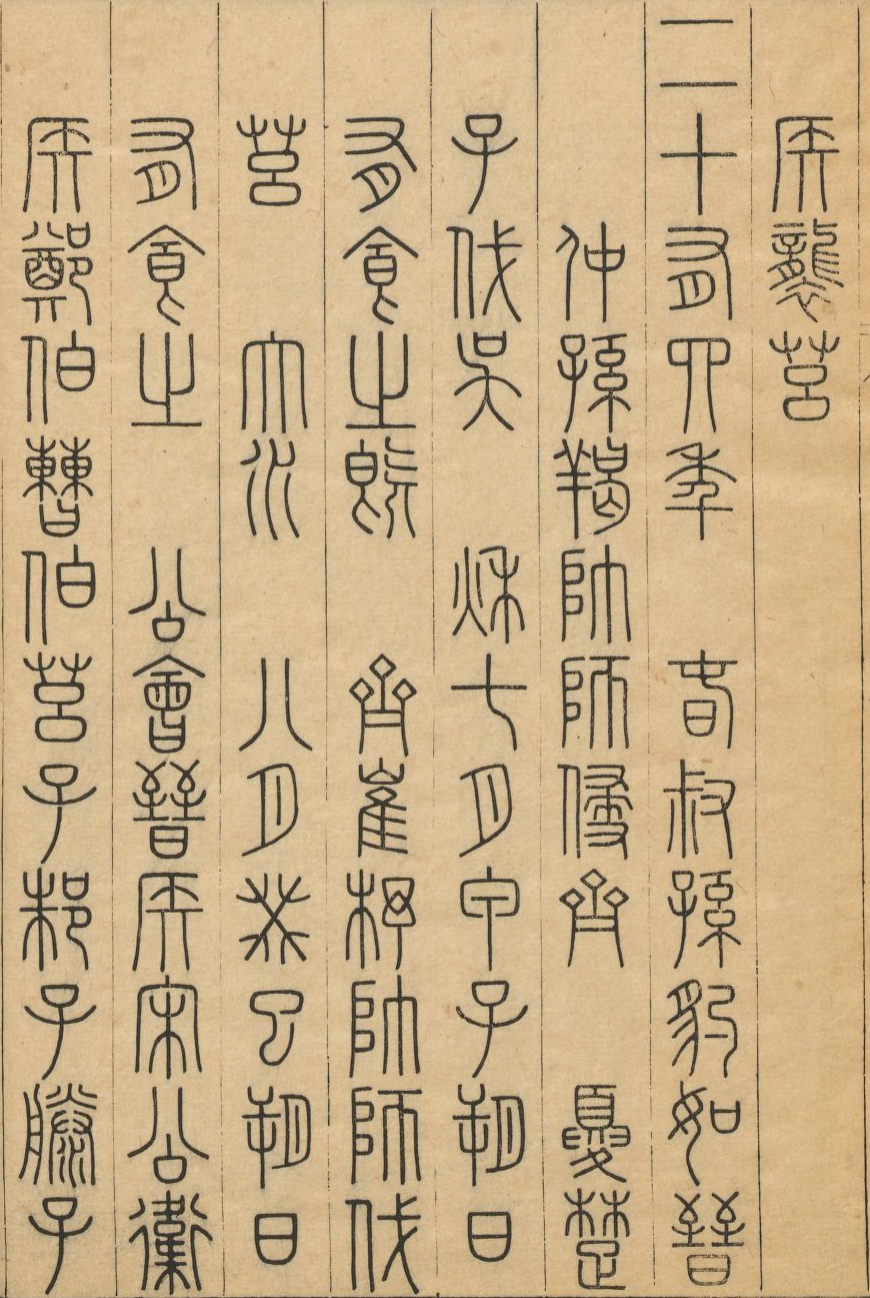 侯襲莒
二十有四年 春叔孫豹如晉
仲孫羯帥師侵齊 夏楚
子伐吳 秋七月甲子朔日
有食之既 齊崔杼帥師伐
莒 大水 八月癸巳朔日
有食之 公會晉侯宋公衛
侯鄭伯曹伯莒子邾子滕子